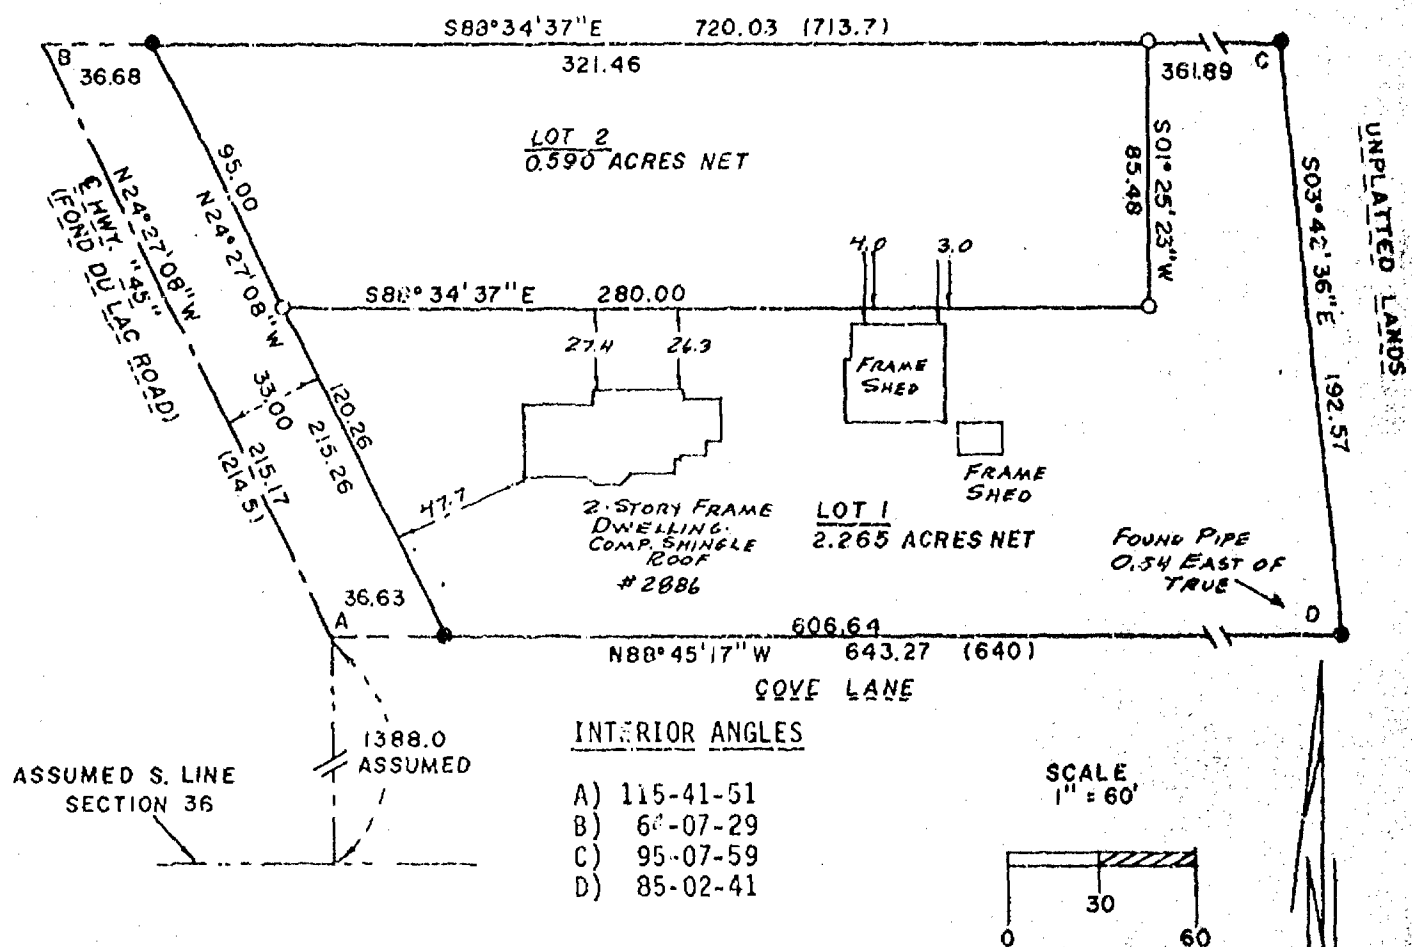 S88°34'37"E 720.03 (713.7)
B
36.68
321.46
361.89
C
LOT 2
0.590 ACRES NET
95.00
N24°27'08"W
N24°27'08"W
℄ HWY. "45"
(FOND DU LAC ROAD)
S01°25'23"W
85.48
UNPLATTED LANDS
S03°42'36"E 192.57
S88°34'37"E 280.00
4.0
3.0
27.4
26.3
FRAME
SHED
33.00
120.26
215.26
215.17
(214.5)
47.7
FRAME
SHED
2-STORY FRAME
DWELLING.
COMP. SHINGLE
ROOF
#2886
LOT 1
2.265 ACRES NET
FOUND PIPE
0.54 EAST OF
TRUE
36.63
A
D
606.64
N88°45'17"W 643.27 (640)
COVE LANE
INTERIOR ANGLES
A) 115-41-51
B) -07-29
C) 95-07-59
D) 85-02-41
1388.0
ASSUMED
ASSUMED S. LINE
SECTION 36
SCALE
1" = 60'
0
30
60